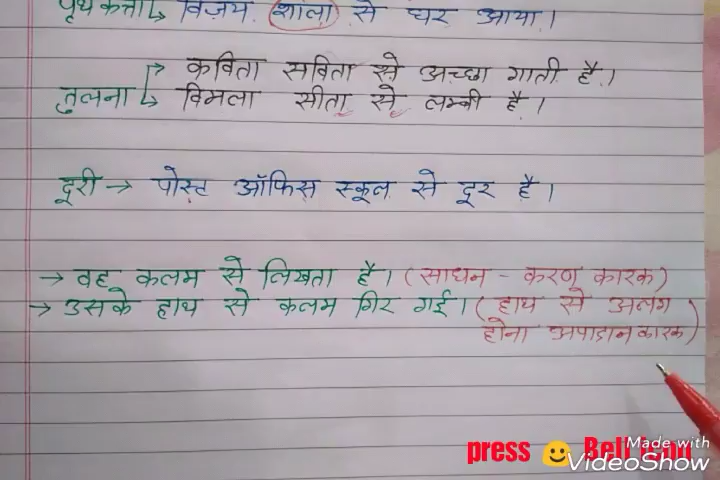 पृथकत्ता↳ विजय शाला से घर आया।
कविता सविता से अच्छा गाती है।
तुलना↳ विमला सीता से लम्बी है।
दूरी → पोस्ट ऑफिस स्कूल से दूर है।
→ वह कलम से लिखता है। (साधन - करण कारक)
→ उसके हाथ से कलम गिर गई। (हाथ से अलग
होना अपादान कारक)
press 🙂 Bell icon
Made with
VideoShow